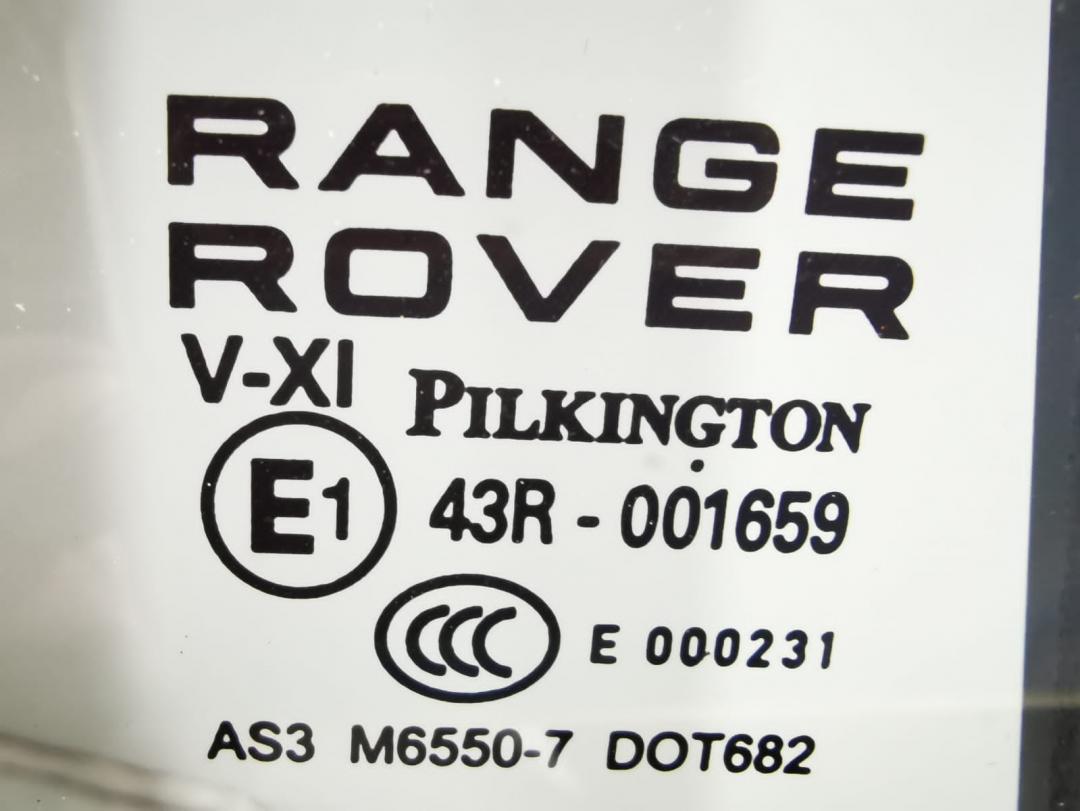 RANGE
ROVER
V-XI PILKINGTON
E1 43R - 001659
CCC E 000231
AS3 M6550-7 DOT682